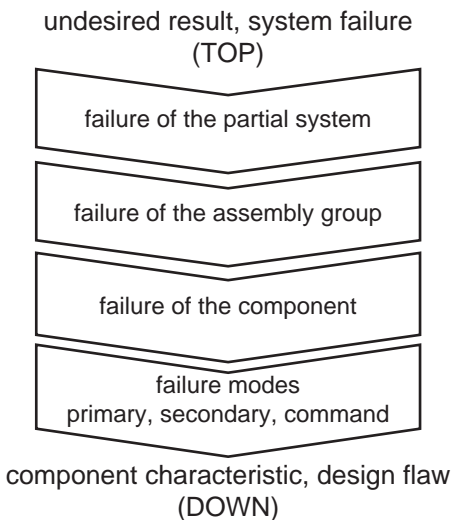 undesired result, system failure
(TOP)
failure of the partial system
failure of the assembly group
failure of the component
failure modes
primary, secondary, command
component characteristic, design flaw
(DOWN)